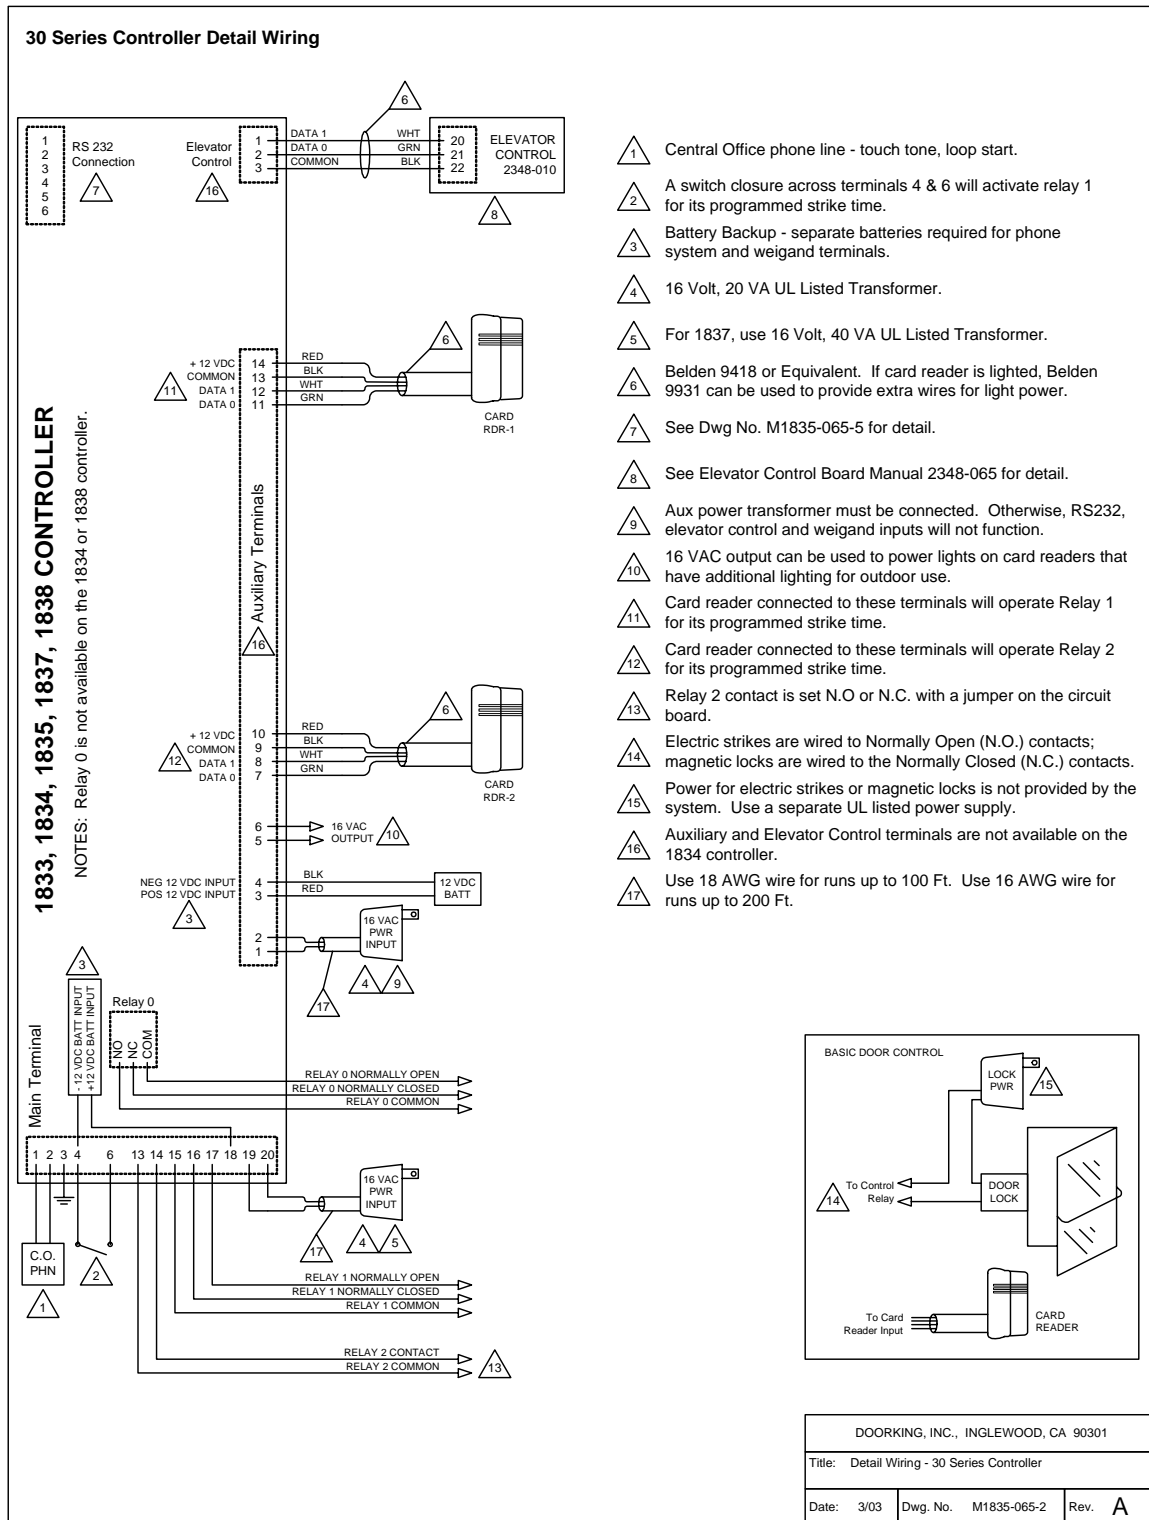 30 Series Controller Detail Wiring
1
2
3
4
5
6
RS 232
Connection
7
Elevator
Control
16
1
2
3
DATA 1
DATA 0
COMMON
6
WHT
GRN
BLK
20
21
22
ELEVATOR
CONTROL
2348-010
8
1833, 1834, 1835, 1837, 1838 CONTROLLER
NOTES: Relay 0 is not available on the 1834 or 1838 controller.
Auxiliary Terminals
16
+ 12 VDC
COMMON
DATA 1
DATA 0
11
14
13
12
11
RED
BLK
WHT
GRN
6
CARD
RDR-1
+ 12 VDC
COMMON
DATA 1
DATA 0
12
10
9
8
7
RED
BLK
WHT
GRN
6
CARD
RDR-2
6
5
16 VAC
OUTPUT
10
NEG 12 VDC INPUT
POS 12 VDC INPUT
3
4
3
BLK
RED
12 VDC
BATT
2
1
16 VAC
PWR
INPUT
17
4
9
3
- 12 VDC BATT INPUT
+12 VDC BATT INPUT
Relay 0
NO
NC
COM
RELAY 0 NORMALLY OPEN
RELAY 0 NORMALLY CLOSED
RELAY 0 COMMON
Main Terminal
1 2 3 4 6 13 14 15 16 17 18 19 20
16 VAC
PWR
INPUT
17
4
5
C.O.
PHN
1
2
RELAY 1 NORMALLY OPEN
RELAY 1 NORMALLY CLOSED
RELAY 1 COMMON
RELAY 2 CONTACT
RELAY 2 COMMON
13
1 Central Office phone line - touch tone, loop start.
2 A switch closure across terminals 4 & 6 will activate relay 1
for its programmed strike time.
3 Battery Backup - separate batteries required for phone
system and weigand terminals.
4 16 Volt, 20 VA UL Listed Transformer.
5 For 1837, use 16 Volt, 40 VA UL Listed Transformer.
6 Belden 9418 or Equivalent. If card reader is lighted, Belden
9931 can be used to provide extra wires for light power.
7 See Dwg No. M1835-065-5 for detail.
8 See Elevator Control Board Manual 2348-065 for detail.
9 Aux power transformer must be connected. Otherwise, RS232,
elevator control and weigand inputs will not function.
10 16 VAC output can be used to power lights on card readers that
have additional lighting for outdoor use.
11 Card reader connected to these terminals will operate Relay 1
for its programmed strike time.
12 Card reader connected to these terminals will operate Relay 2
for its programmed strike time.
13 Relay 2 contact is set N.O or N.C. with a jumper on the circuit
board.
14 Electric strikes are wired to Normally Open (N.O.) contacts;
magnetic locks are wired to the Normally Closed (N.C.) contacts.
15 Power for electric strikes or magnetic locks is not provided by the
system. Use a separate UL listed power supply.
16 Auxiliary and Elevator Control terminals are not available on the
1834 controller.
17 Use 18 AWG wire for runs up to 100 Ft. Use 16 AWG wire for
runs up to 200 Ft.
BASIC DOOR CONTROL
LOCK
PWR
15
To Control
Relay
14
DOOR
LOCK
To Card
Reader Input
CARD
READER
DOORKING, INC., INGLEWOOD, CA 90301
Title: Detail Wiring - 30 Series Controller
Date: 3/03 Dwg. No. M1835-065-2 Rev. A